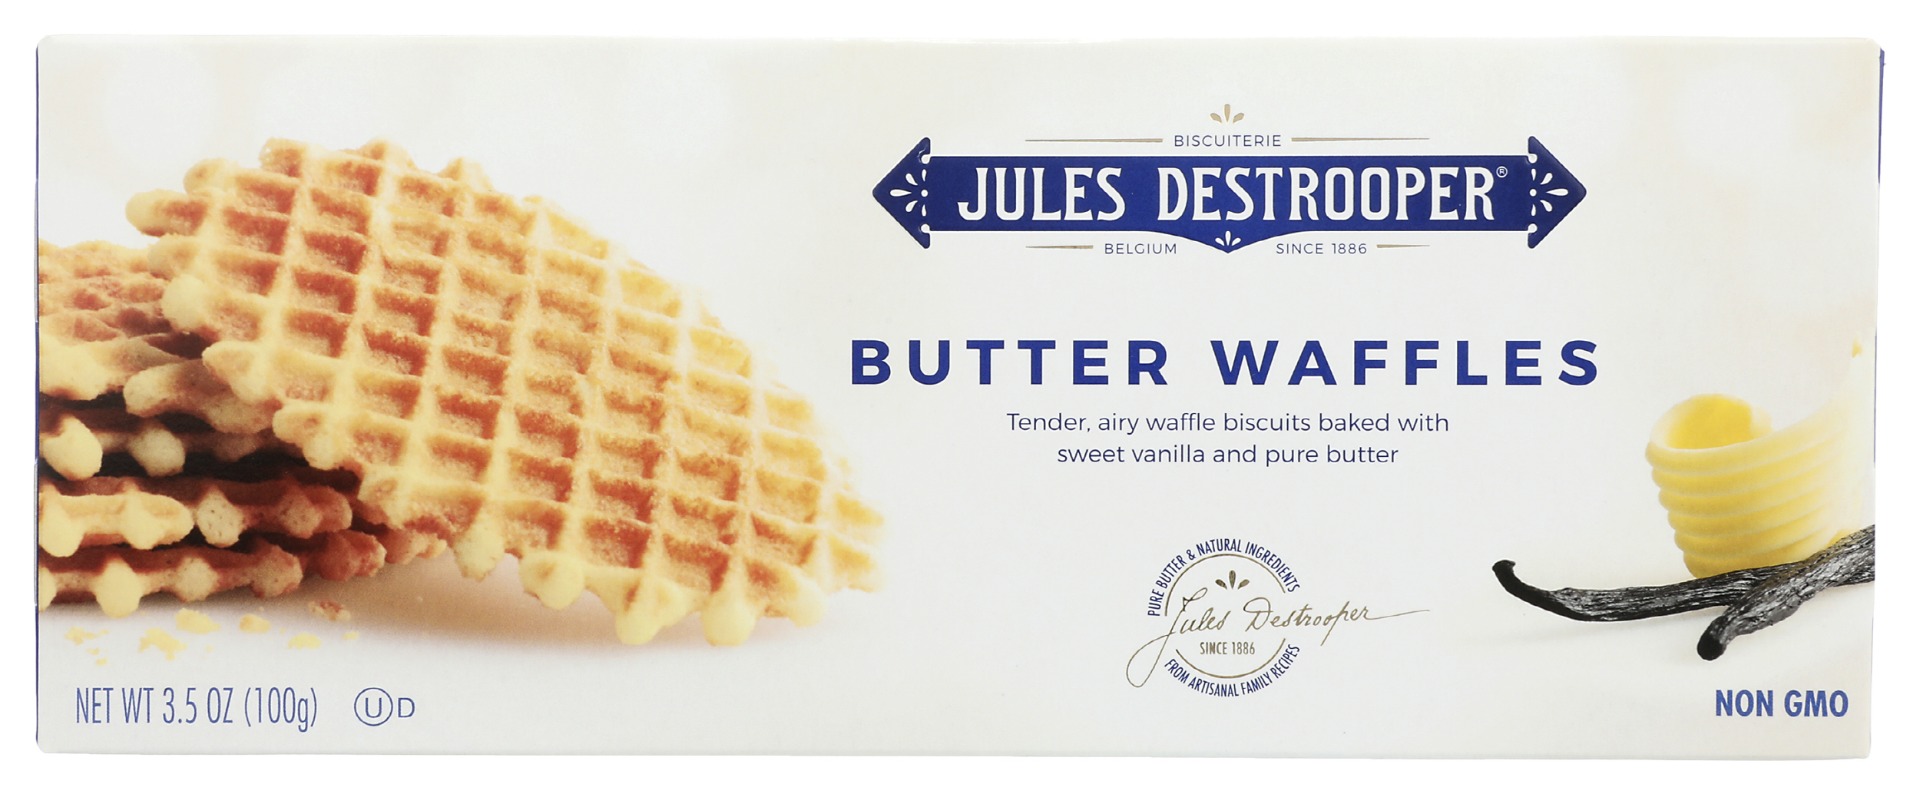 BISCUITERIE
JULES DESTROOPER®
BELGIUM SINCE 1886
BUTTER WAFFLES
Tender, airy waffle biscuits baked with
sweet vanilla and pure butter
PURE BUTTER & NATURAL INGREDIENTS
Jules Destrooper
SINCE 1886
FROM ARTISANAL FAMILY RECIPES
NET WT 3.5 OZ (100g) U D
NON GMO